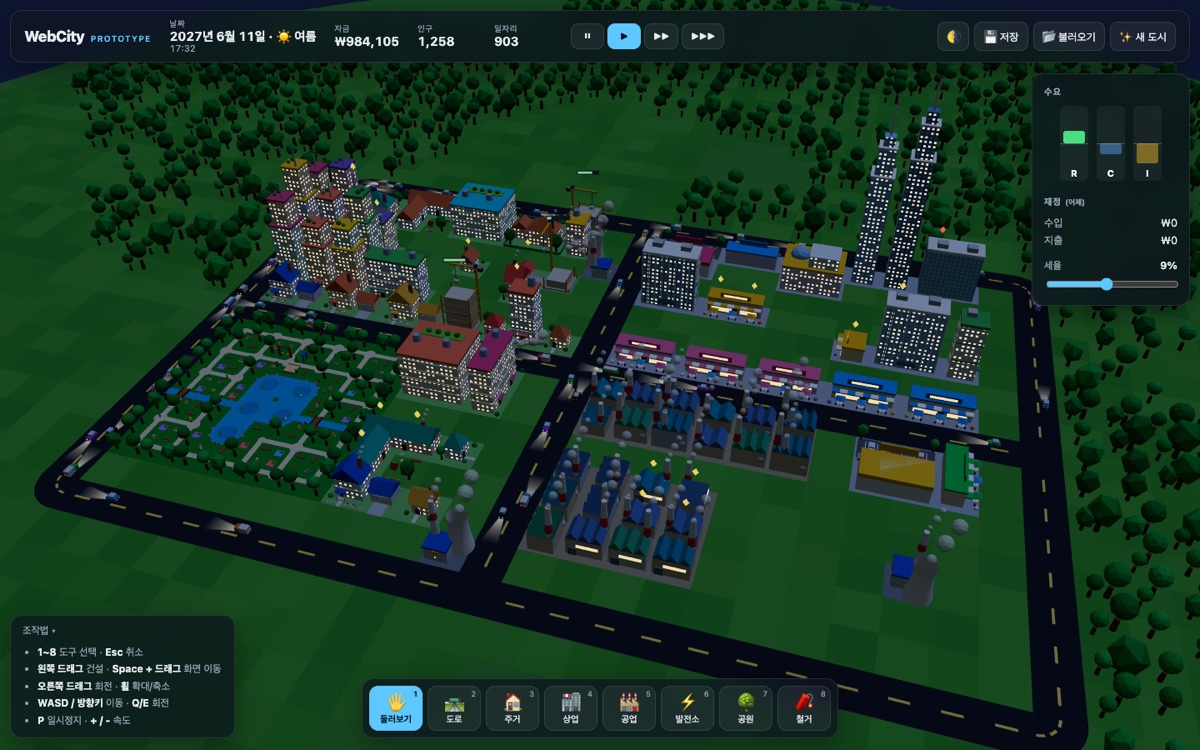 WebCity PROTOTYPE
날짜
2027년 6월 11일 · ☀️ 여름
17:32
자금
₩984,105
인구
1,258
일자리
903
저장
불러오기
새 도시
수요
R C I
재정 (어제)
수입 ₩0
지출 ₩0
세율 9%
조작법
1~8 도구 선택 · Esc 취소
왼쪽 드래그 건설 · Space + 드래그 화면 이동
오른쪽 드래그 회전 · 휠 확대/축소
WASD / 방향키 이동 · Q/E 회전
P 일시정지 · + / - 속도
1 둘러보기
2 도로
3 주거
4 상업
5 공업
6 발전소
7 공원
8 철거